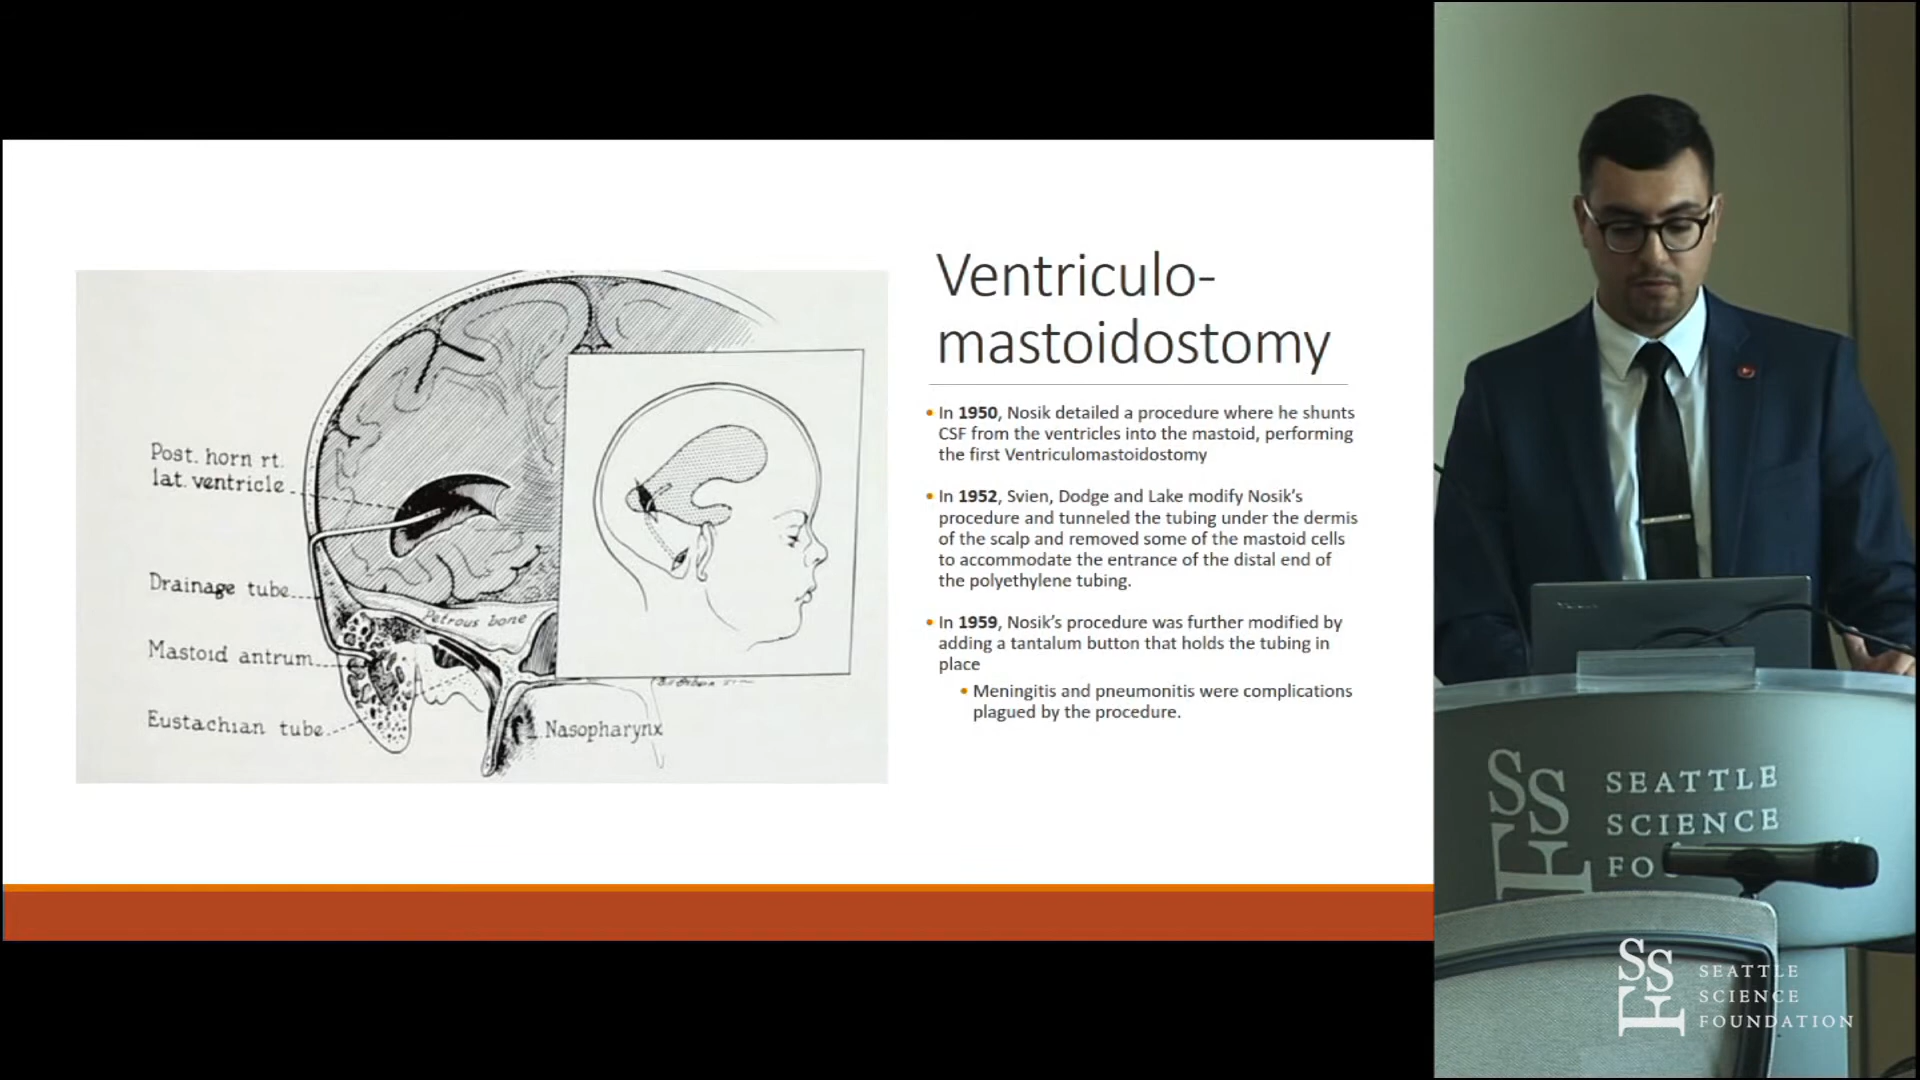 Ventriculo-
mastoidostomy
• In 1950, Nosik detailed a procedure where he shunts
CSF from the ventricles into the mastoid, performing
the first Ventriculomastoidostomy
• In 1952, Svien, Dodge and Lake modify Nosik's
procedure and tunneled the tubing under the dermis
of the scalp and removed some of the mastoid cells
to accommodate the entrance of the distal end of
the polyethylene tubing.
• In 1959, Nosik's procedure was further modified by
adding a tantalum button that holds the tubing in
place
• Meningitis and pneumonitis were complications
plagued by the procedure.
Post. horn rt.
lat. ventricle
Drainage tube
Petrous bone
Mastoid antrum
Eustachian tube
Nasopharynx
SEATTLE
SCIENCE
SSF
SEATTLE
SCIENCE
FOUNDATION